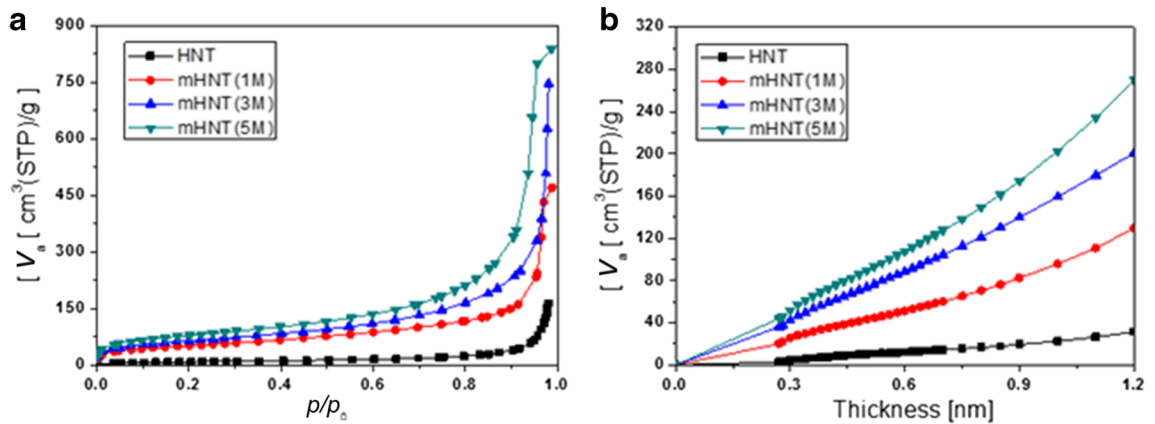 a
900
750
600
450
300
150
0
[ Va [ cm³(STP)/g ]
HNT
mHNT(1M)
mHNT(3M)
mHNT(5M)
0.0 0.2 0.4 0.6 0.8 1.0
p/p₀
b
320
280
240
200
160
120
80
40
0
[ Va [ cm³(STP)/g ]
HNT
mHNT(1M)
mHNT(3M)
mHNT(5M)
0.0 0.3 0.6 0.9 1.2
Thickness [nm]